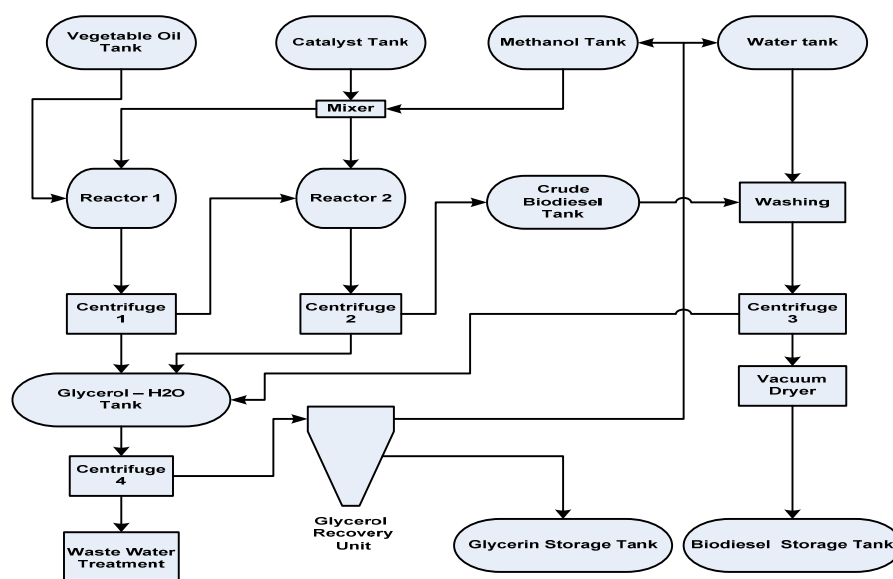 Vegetable Oil
Tank
Catalyst Tank
Methanol Tank
Water tank
Mixer
Reactor 1
Reactor 2
Crude
Biodiesel
Tank
Washing
Centrifuge
1
Centrifuge
2
Centrifuge
3
Glycerol – H2O
Tank
Vacuum
Dryer
Centrifuge
4
Glycerol
Recovery
Unit
Waste Water
Treatment
Glycerin Storage Tank
Biodiesel Storage Tank